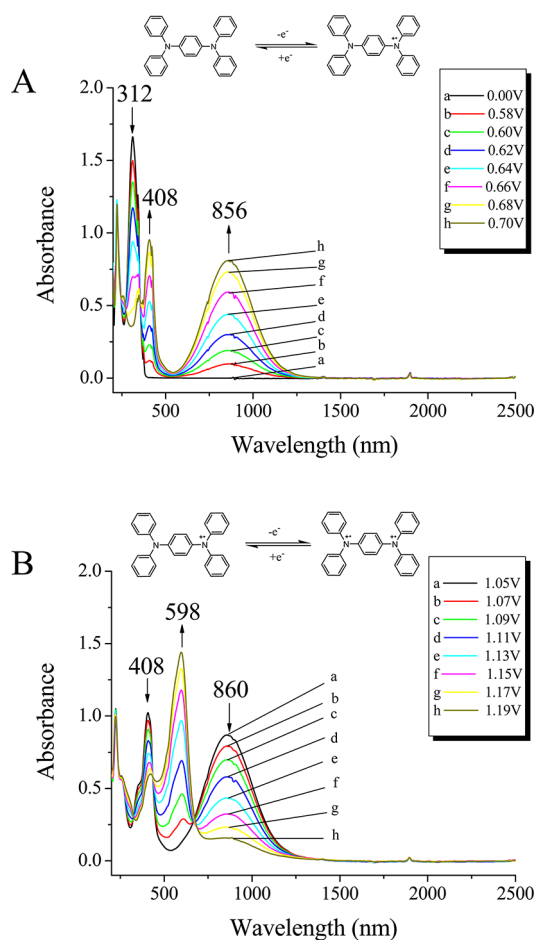 -e-
+e-
N
N
N
N
A
312
408
856
a 0.00V
b 0.58V
c 0.60V
d 0.62V
e 0.64V
f 0.66V
g 0.68V
h 0.70V
h
g
f
e
d
c
b
a
2.0
1.5
1.0
0.5
0.0
Absorbance
500 1000 1500 2000 2500
Wavelength (nm)
-e-
+e-
N
N
N
N
B
408
598
860
a 1.05V
b 1.07V
c 1.09V
d 1.11V
e 1.13V
f 1.15V
g 1.17V
h 1.19V
a
b
c
d
e
f
g
h
2.0
1.5
1.0
0.5
0.0
Absorbance
500 1000 1500 2000 2500
Wavelength (nm)